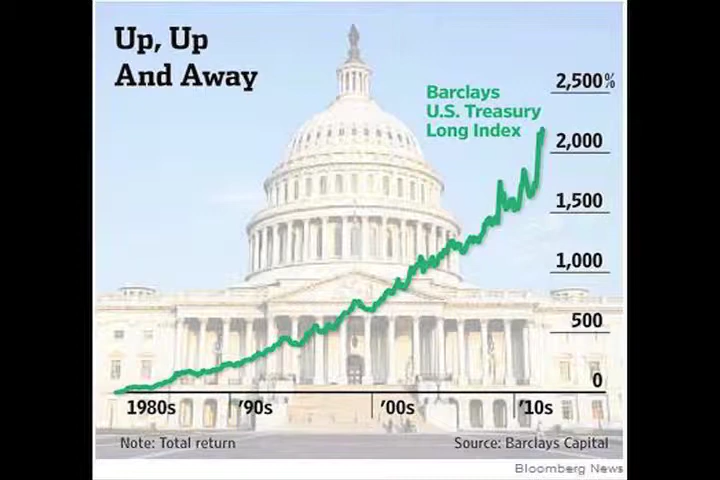 Up, Up
And Away
Barclays
U.S. Treasury
Long Index
2,500%
2,000
1,500
1,000
500
0
1980s
'90s
'00s
'10s
Note: Total return
Source: Barclays Capital
Bloomberg News